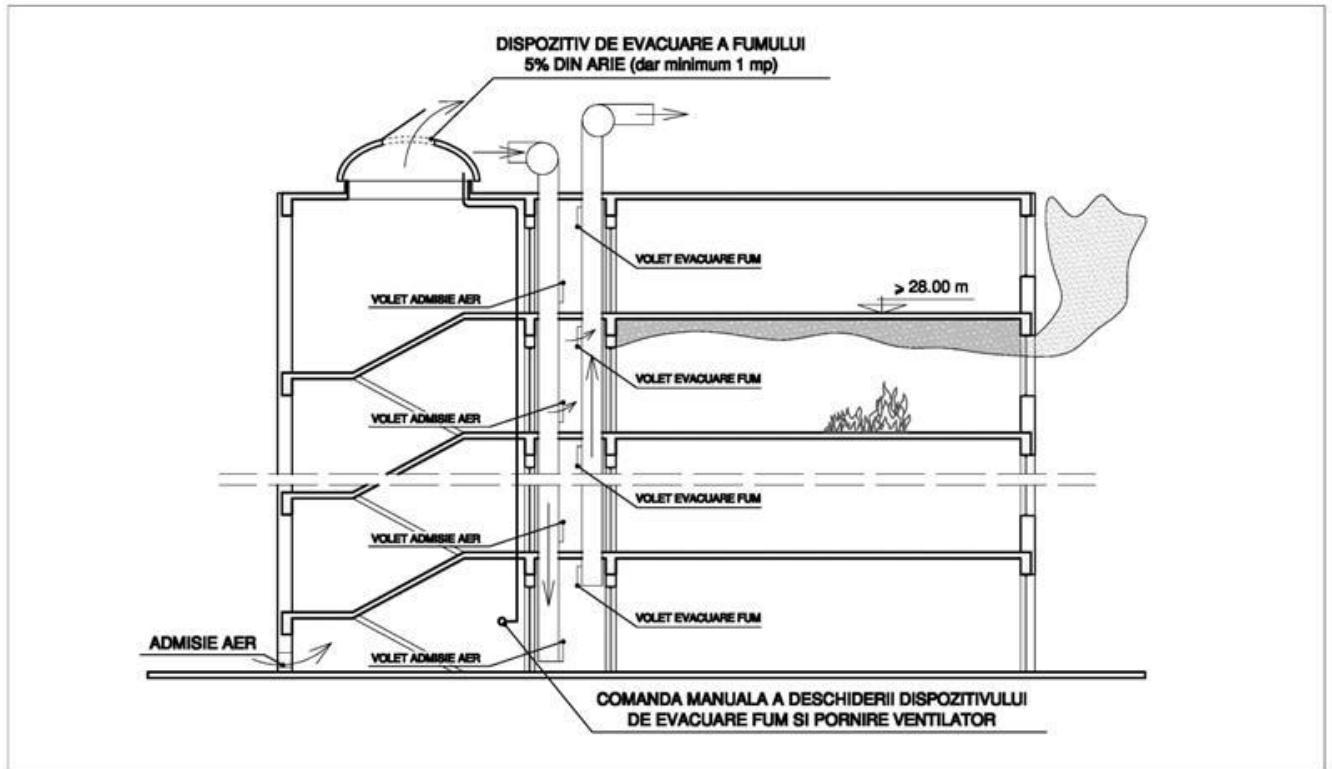 DISPOZITIV DE EVACUARE A FUMULUI
5% DIN ARIE (dar minimum 1 mp)
VOLET EVACUARE FUM
VOLET ADMISIE AER
≥ 28.00 m
VOLET EVACUARE FUM
VOLET ADMISIE AER
VOLET EVACUARE FUM
VOLET ADMISIE AER
VOLET EVACUARE FUM
ADMISIE AER
VOLET ADMISIE AER
COMANDA MANUALA A DESCHIDERII DISPOZITIVULUI
DE EVACUARE FUM SI PORNIRE VENTILATOR